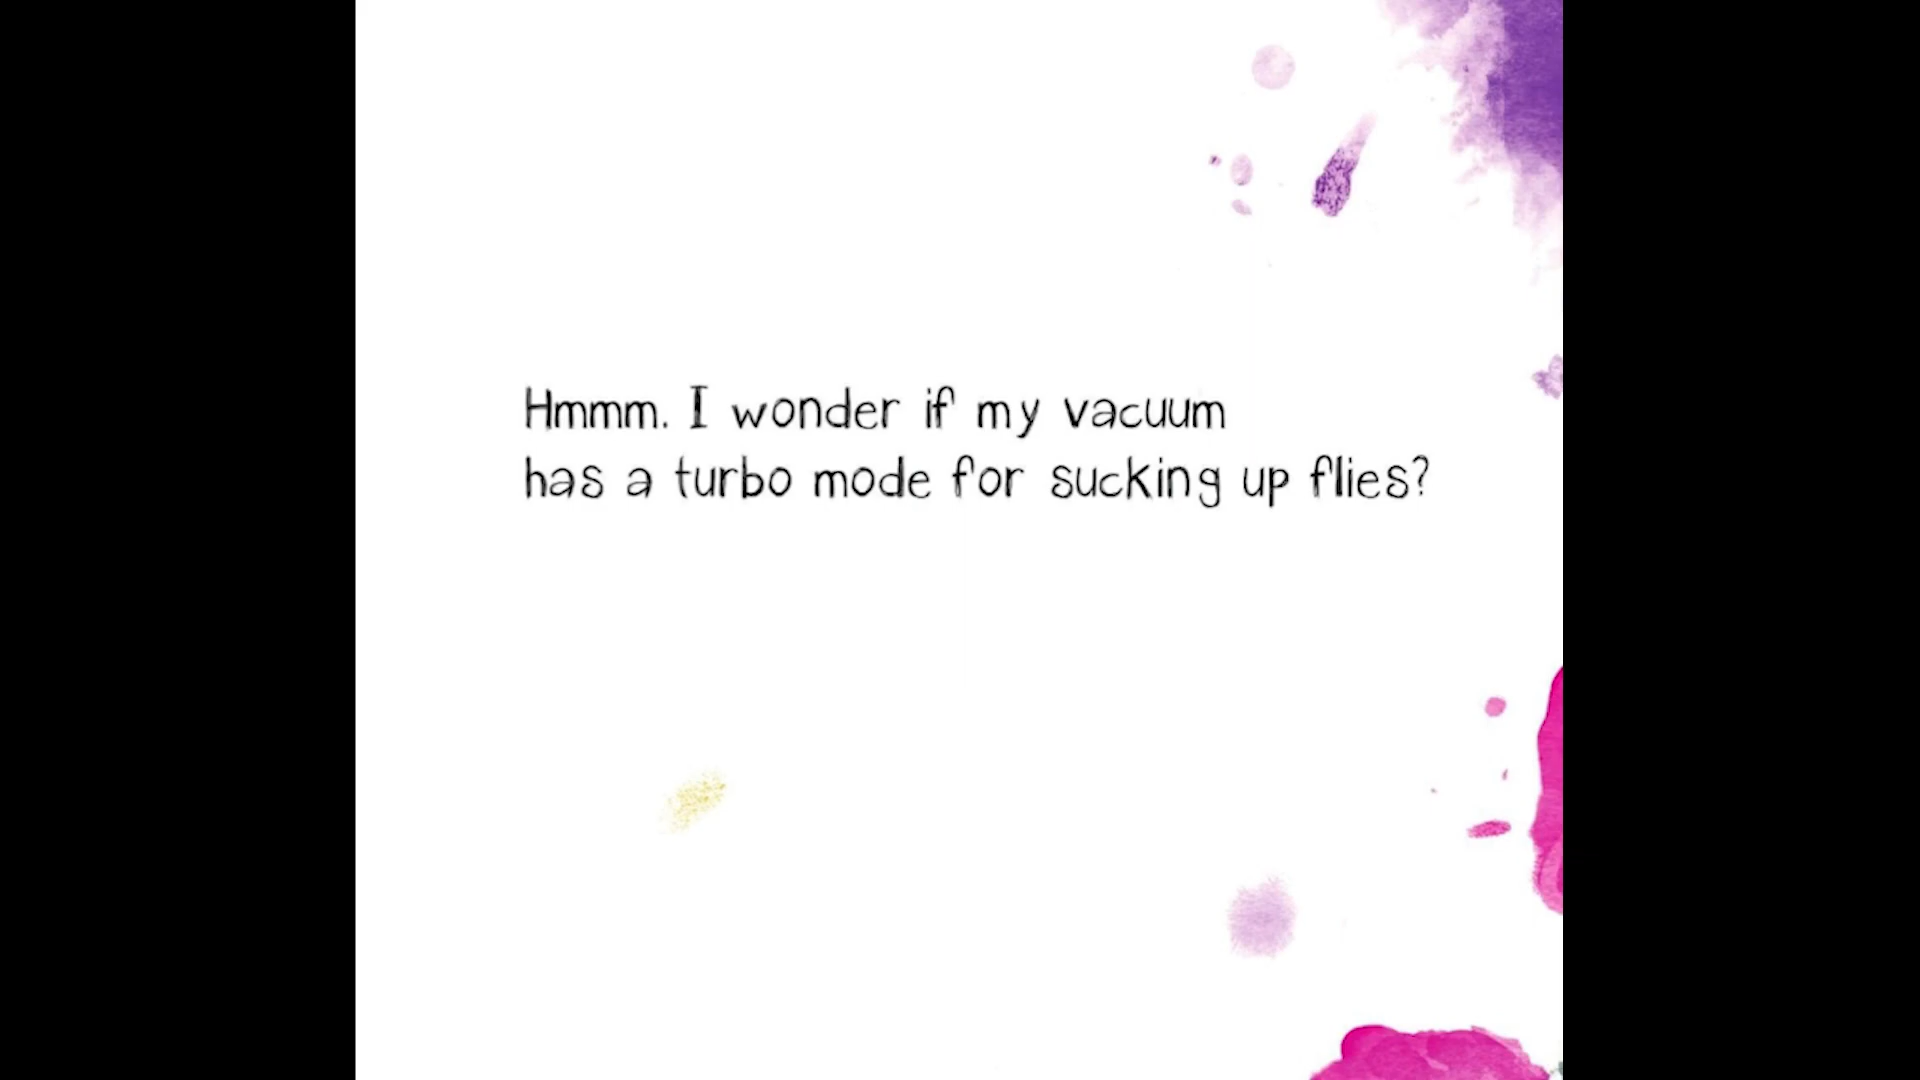 Hmmm. I wonder if my vacuum
has a turbo mode for sucking up flies?